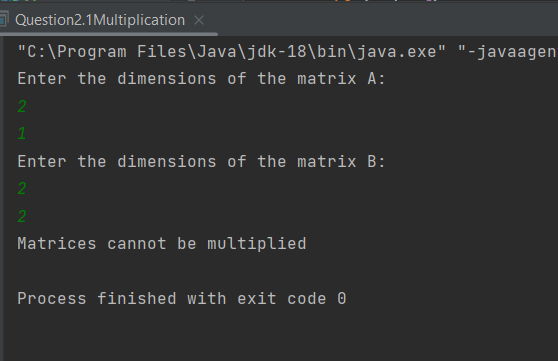 Question2.1Multiplication
"C:\Program Files\Java\jdk-18\bin\java.exe" "-javaagen
Enter the dimensions of the matrix A:
2
1
Enter the dimensions of the matrix B:
2
2
Matrices cannot be multiplied
Process finished with exit code 0